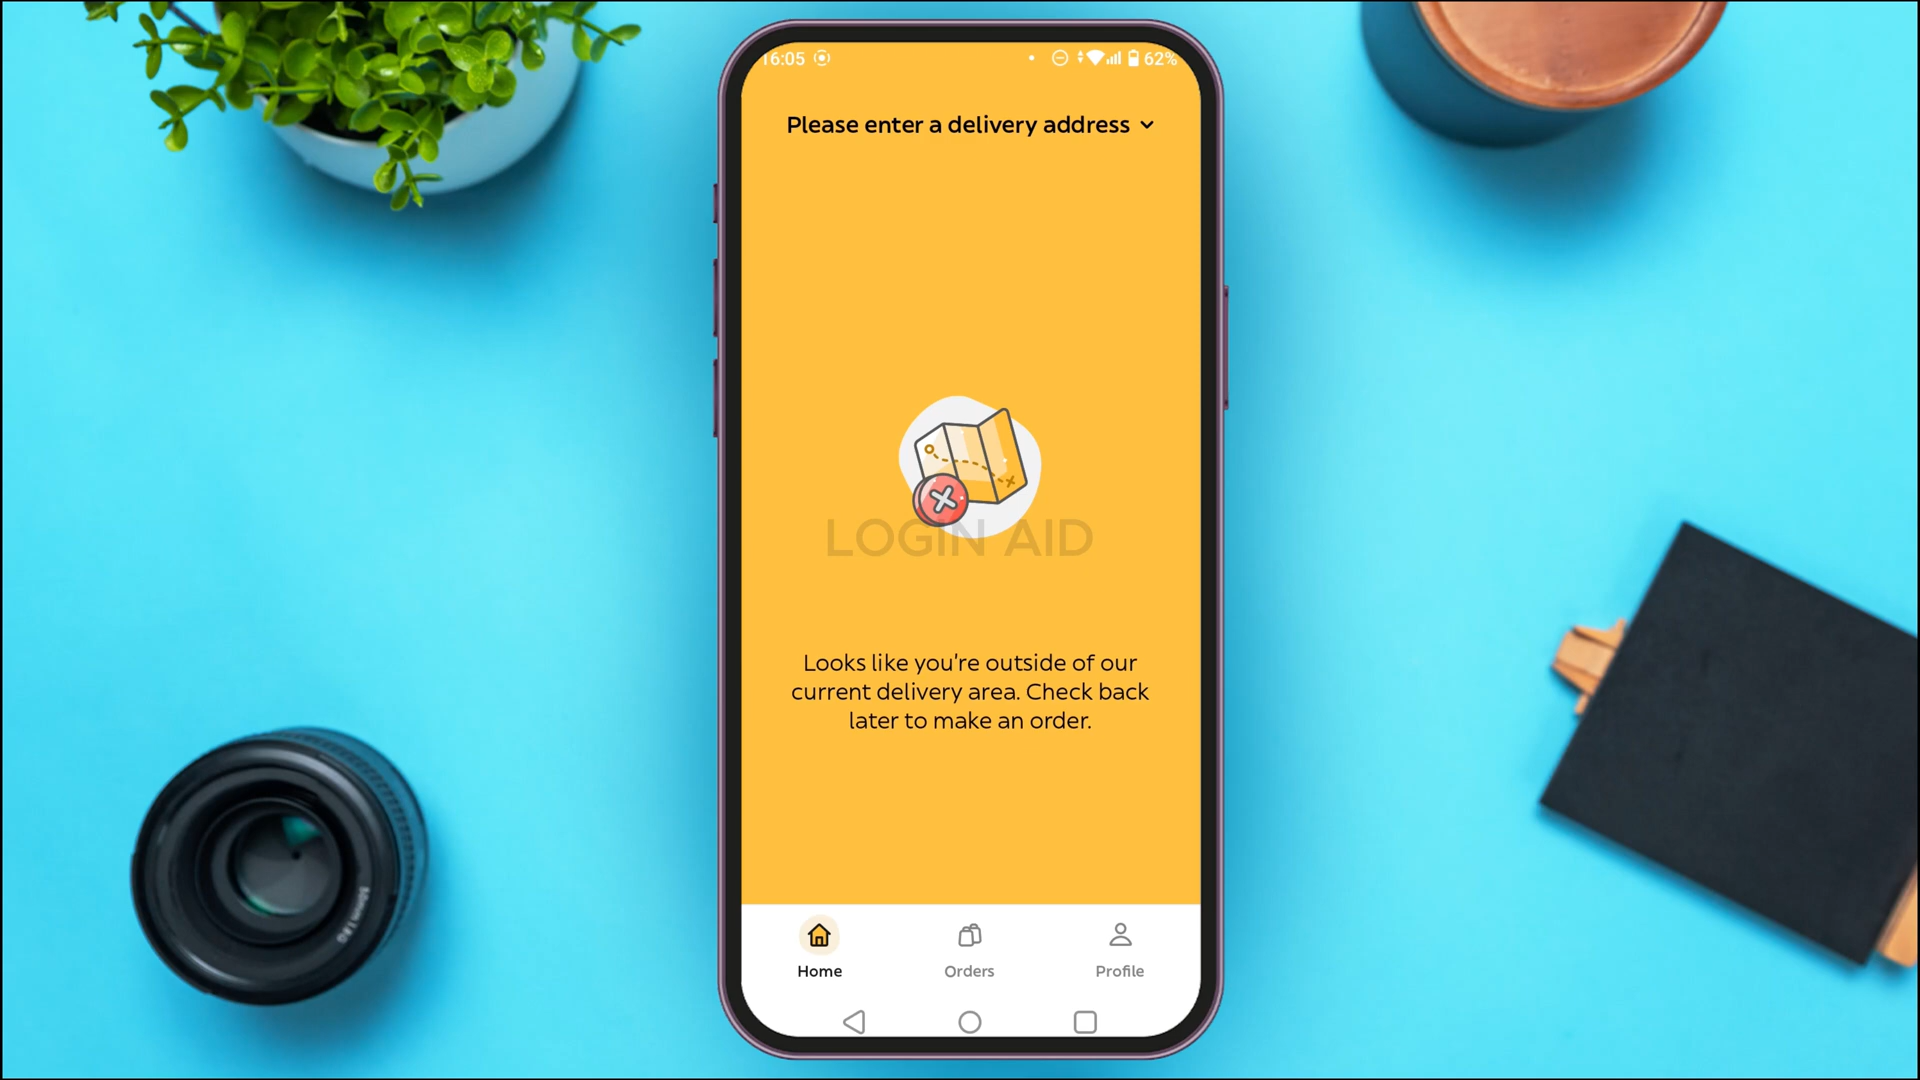 16:05
62%
Please enter a delivery address
LOGIN AID
Looks like you're outside of our
current delivery area. Check back
later to make an order.
Home
Orders
Profile